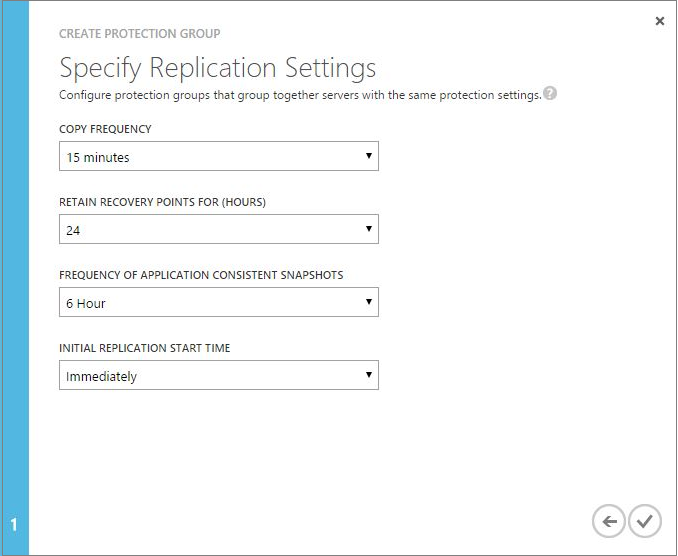 CREATE PROTECTION GROUP
Specify Replication Settings
Configure protection groups that group together servers with the same protection settings. ?
COPY FREQUENCY
15 minutes
RETAIN RECOVERY POINTS FOR (HOURS)
24
FREQUENCY OF APPLICATION CONSISTENT SNAPSHOTS
6 Hour
INITIAL REPLICATION START TIME
Immediately
1